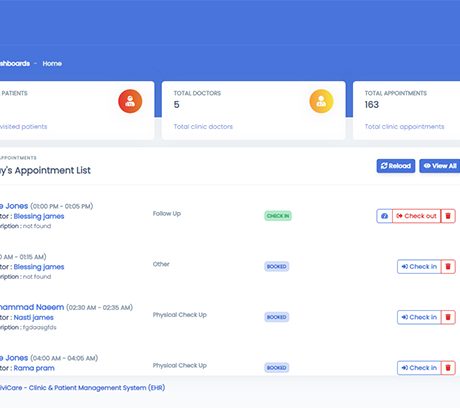 shboards - Home
PATIENTS
TOTAL DOCTORS
TOTAL APPOINTMENTS
5
163
visited patients
Total clinic doctors
Total clinic appointments
APPOINTMENTS
y's Appointment List
Reload
View All
e Jones (01:00 PM - 01:05 PM)
Follow Up
CHECK IN
Check out
tor : Blessing james
ription : not found
0 AM - 01:15 AM)
Other
BOOKED
Check in
tor : Blessing james
ription : not found
ammad Naeem (02:30 AM - 02:35 AM)
Physical Check Up
BOOKED
Check in
tor : Nasti james
ription : fgdaasgfds
e Jones (04:00 AM - 04:05 AM)
Physical Check Up
BOOKED
Check in
tor : Rama pram
iviCare - Clinic & Patient Management System (EHR)